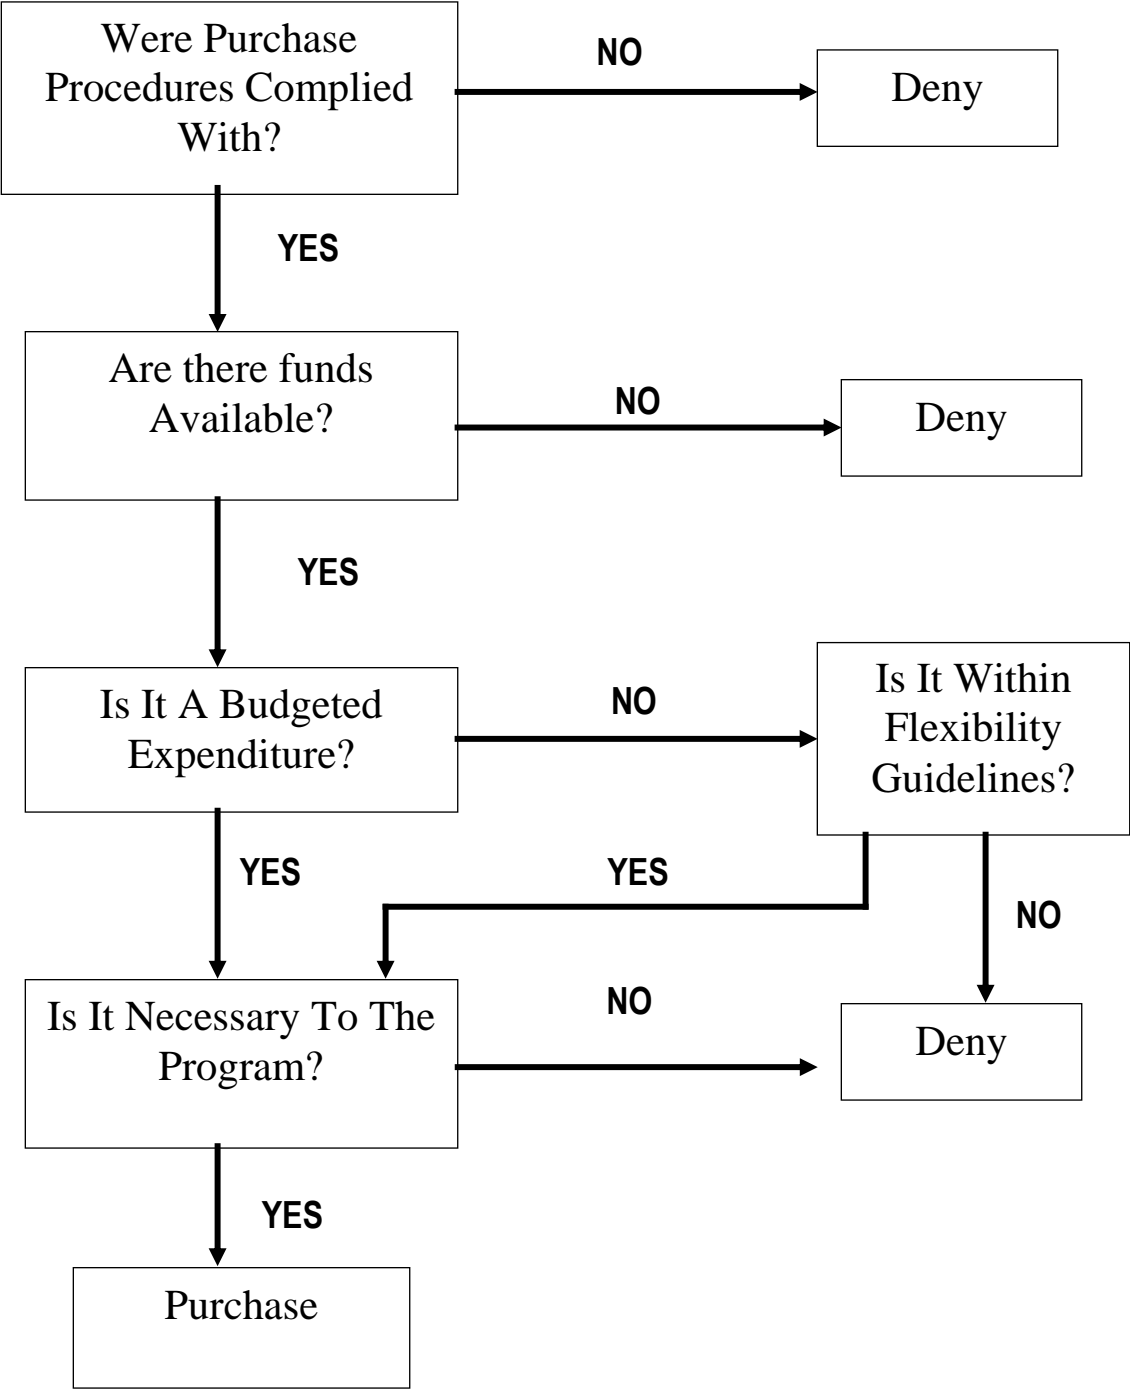 Were Purchase
Procedures Complied
With?
NO
Deny
YES
Are there funds
Available?
NO
Deny
YES
Is It A Budgeted
Expenditure?
NO
Is It Within
Flexibility
Guidelines?
YES
YES
NO
Is It Necessary To The
Program?
NO
Deny
YES
Purchase